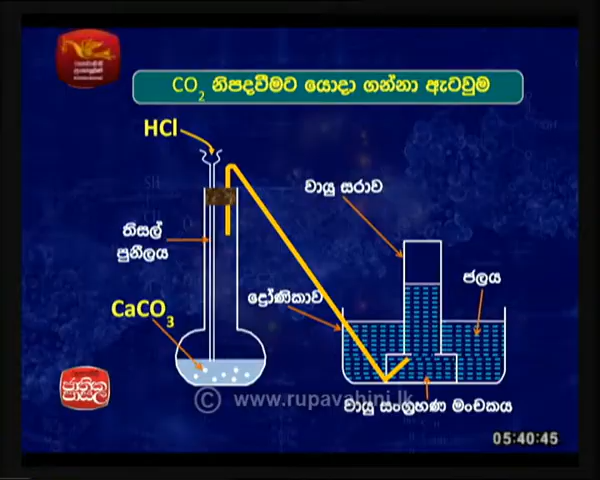 CO2 නිපදවීමට යොදා ගන්නා ඇටවුම
HCl
වායු සරාව
තිසල්
පුනීලය
ජලය
ද්‍රෝණිකාව
CaCO3
ජාතික
පාසල
© www.rupavahini.lk
වායු සංග්‍රහණ මංචකය
05:40:45